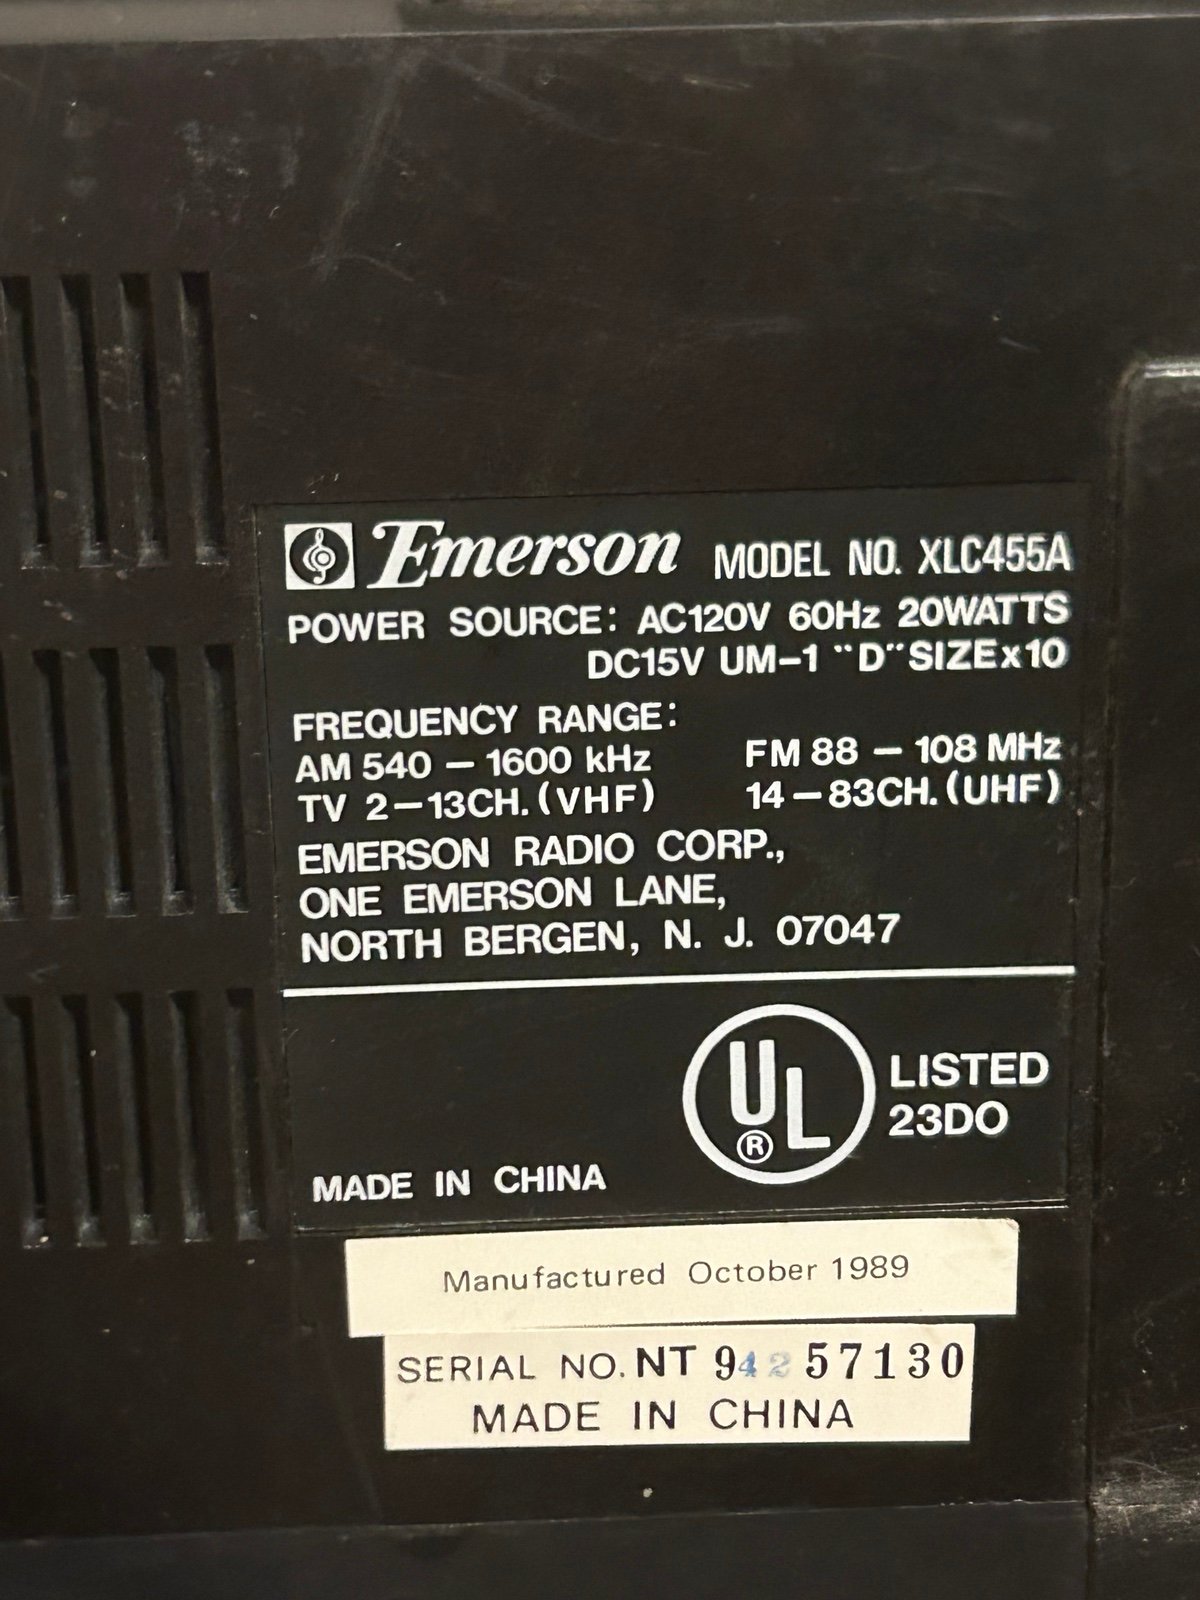 Emerson MODEL NO. XLC455A
POWER SOURCE: AC120V 60Hz 20WATTS
DC15V UM-1 "D" SIZEx10
FREQUENCY RANGE:
AM 540 — 1600 kHz FM 88 — 108 MHz
TV 2—13CH. (VHF) 14—83CH. (UHF)
EMERSON RADIO CORP.,
ONE EMERSON LANE,
NORTH BERGEN, N. J. 07047
UL® LISTED
23DO
MADE IN CHINA
Manufactured October 1989
SERIAL NO. NT 942 57130
MADE IN CHINA